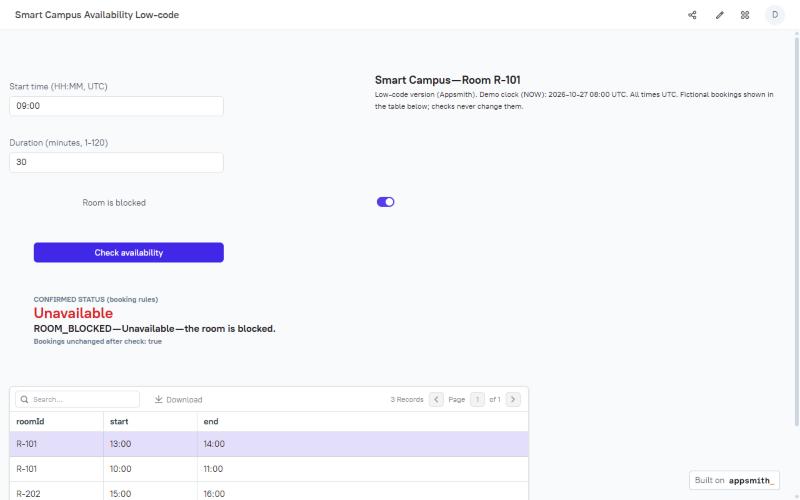 Smart Campus Availability Low-code
D
Smart Campus—Room R-101
Low-code version (Appsmith). Demo clock (NOW): 2026-10-27 08:00 UTC. All times UTC. Fictional bookings shown in
the table below; checks never change them.
Start time (HH:MM, UTC)
09:00
Duration (minutes, 1-120)
30
Room is blocked
Check availability
CONFIRMED STATUS (booking rules)
Unavailable
ROOM_BLOCKED—Unavailable—the room is blocked.
Bookings unchanged after check: true
Search... Download 3 Records Page 1 of 1
roomId start end
R-101 13:00 14:00
R-101 10:00 11:00
R-202 15:00 16:00
Built on appsmith_